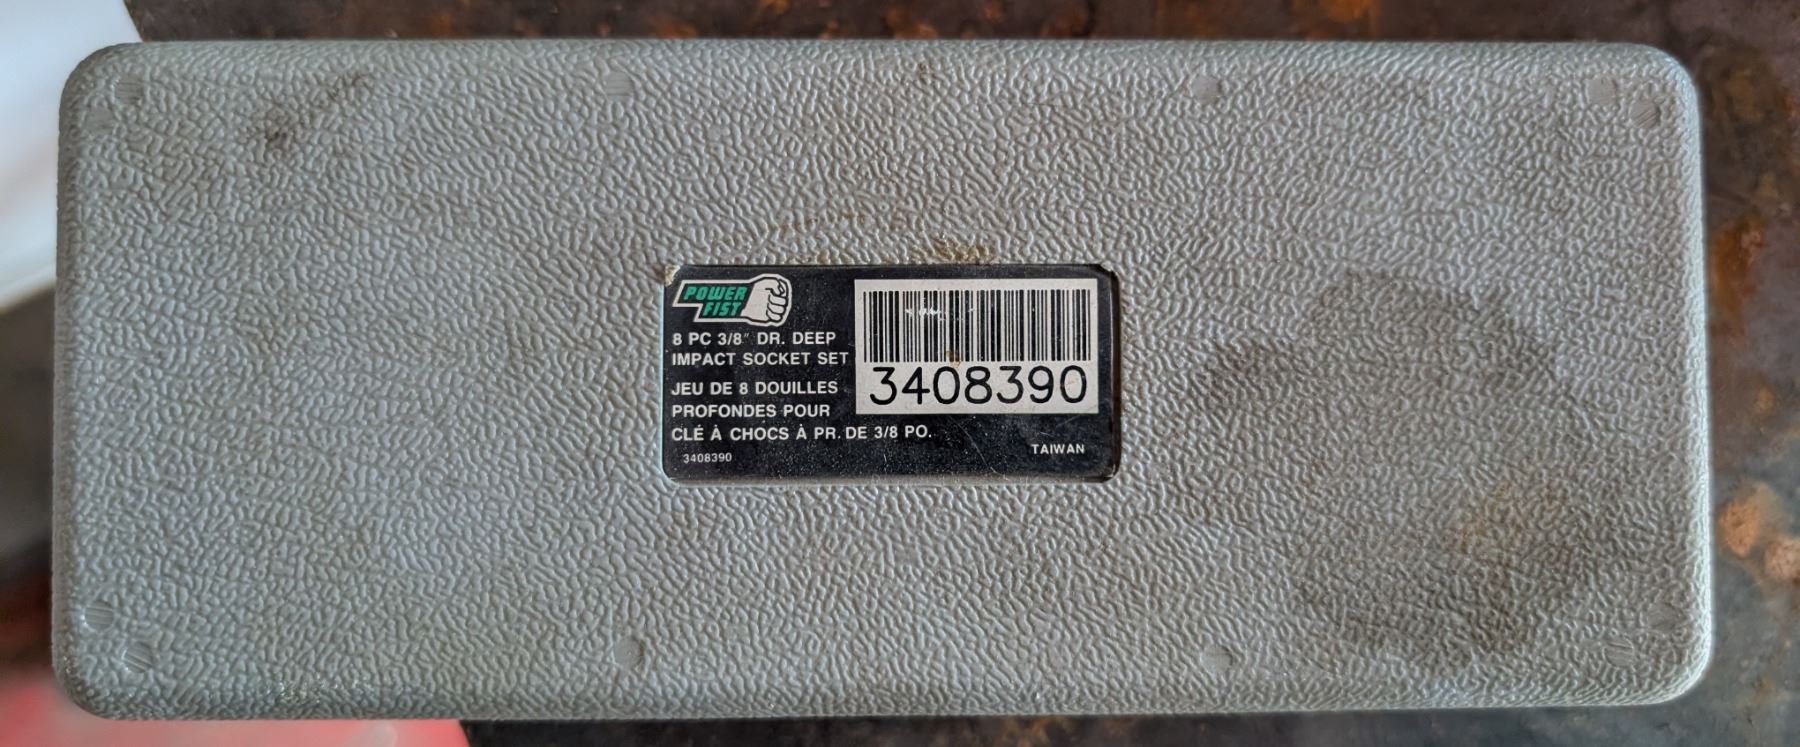 POWER
FIST
8 PC 3/8" DR. DEEP
IMPACT SOCKET SET
JEU DE 8 DOUILLES
PROFONDES POUR
CLÉ À CHOCS À PR. DE 3/8 PO.
3408390
3408390
TAIWAN